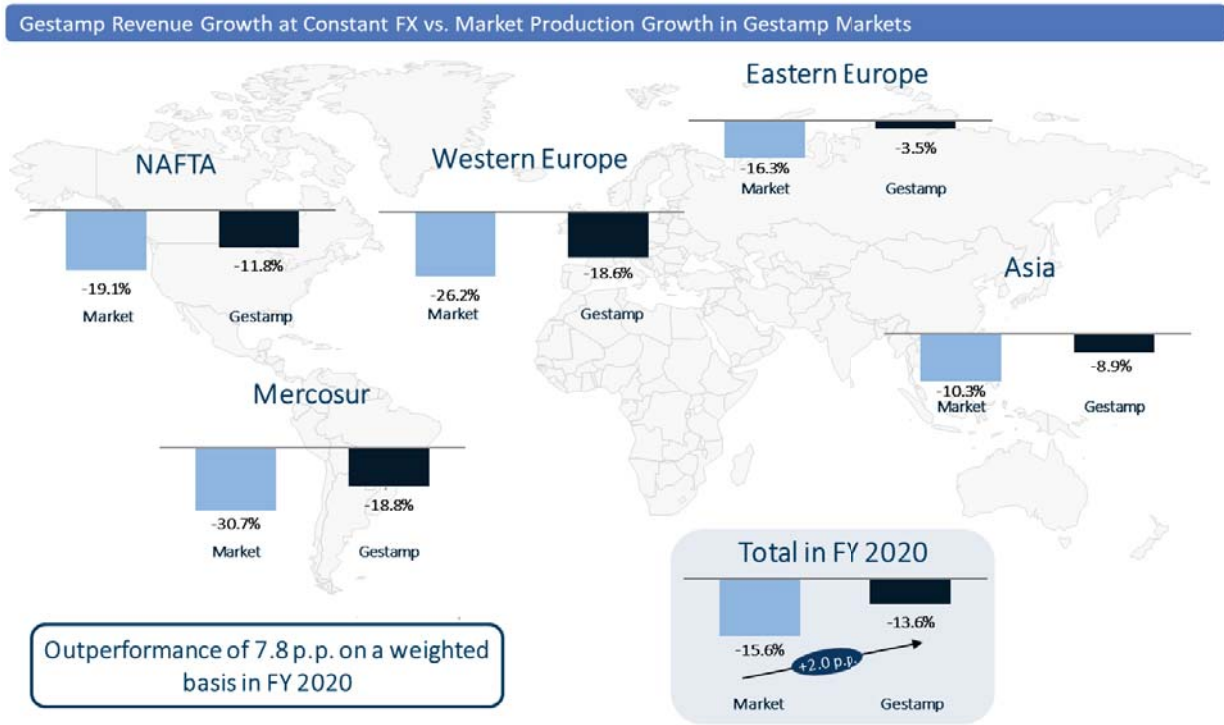 Gestamp Revenue Growth at Constant FX vs. Market Production Growth in Gestamp Markets
Eastern Europe
-16.3%
-3.5%
Market
Gestamp
NAFTA
-19.1%
-11.8%
Market
Gestamp
Western Europe
-26.2%
-18.6%
Market
Gestamp
Asia
-10.3%
-8.9%
Market
Gestamp
Mercosur
-30.7%
-18.8%
Market
Gestamp
Total in FY 2020
-15.6%
-13.6%
+2.0 p.p.
Market
Gestamp
Outperformance of 7.8 p.p. on a weighted
basis in FY 2020